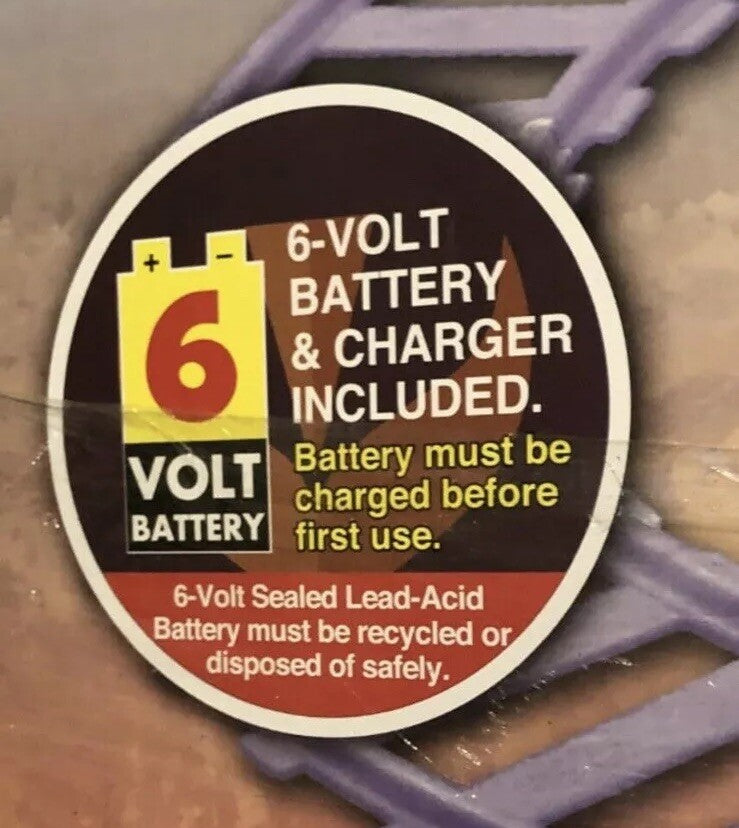 + -
6
VOLT
BATTERY
6-VOLT
BATTERY
& CHARGER
INCLUDED.
Battery must be
charged before
first use.
6-Volt Sealed Lead-Acid
Battery must be recycled or
disposed of safely.